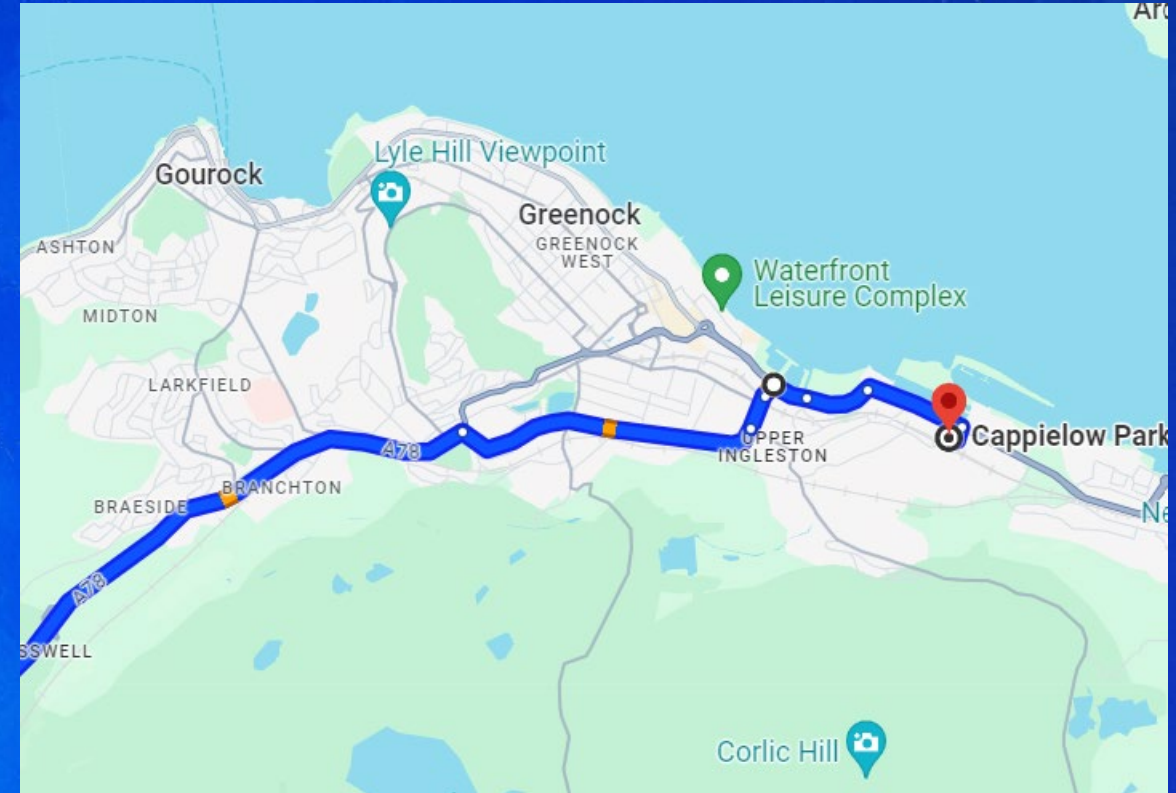 Lyle Hill Viewpoint
Gourock
Greenock
GREENOCK
WEST
ASHTON
Waterfront
Leisure Complex
MIDTON
LARKFIELD
Cappielow Park
UPPER
INGLESTON
A78
BRANCHTON
BRAESIDE
A78
SSWELL
Corlic Hill